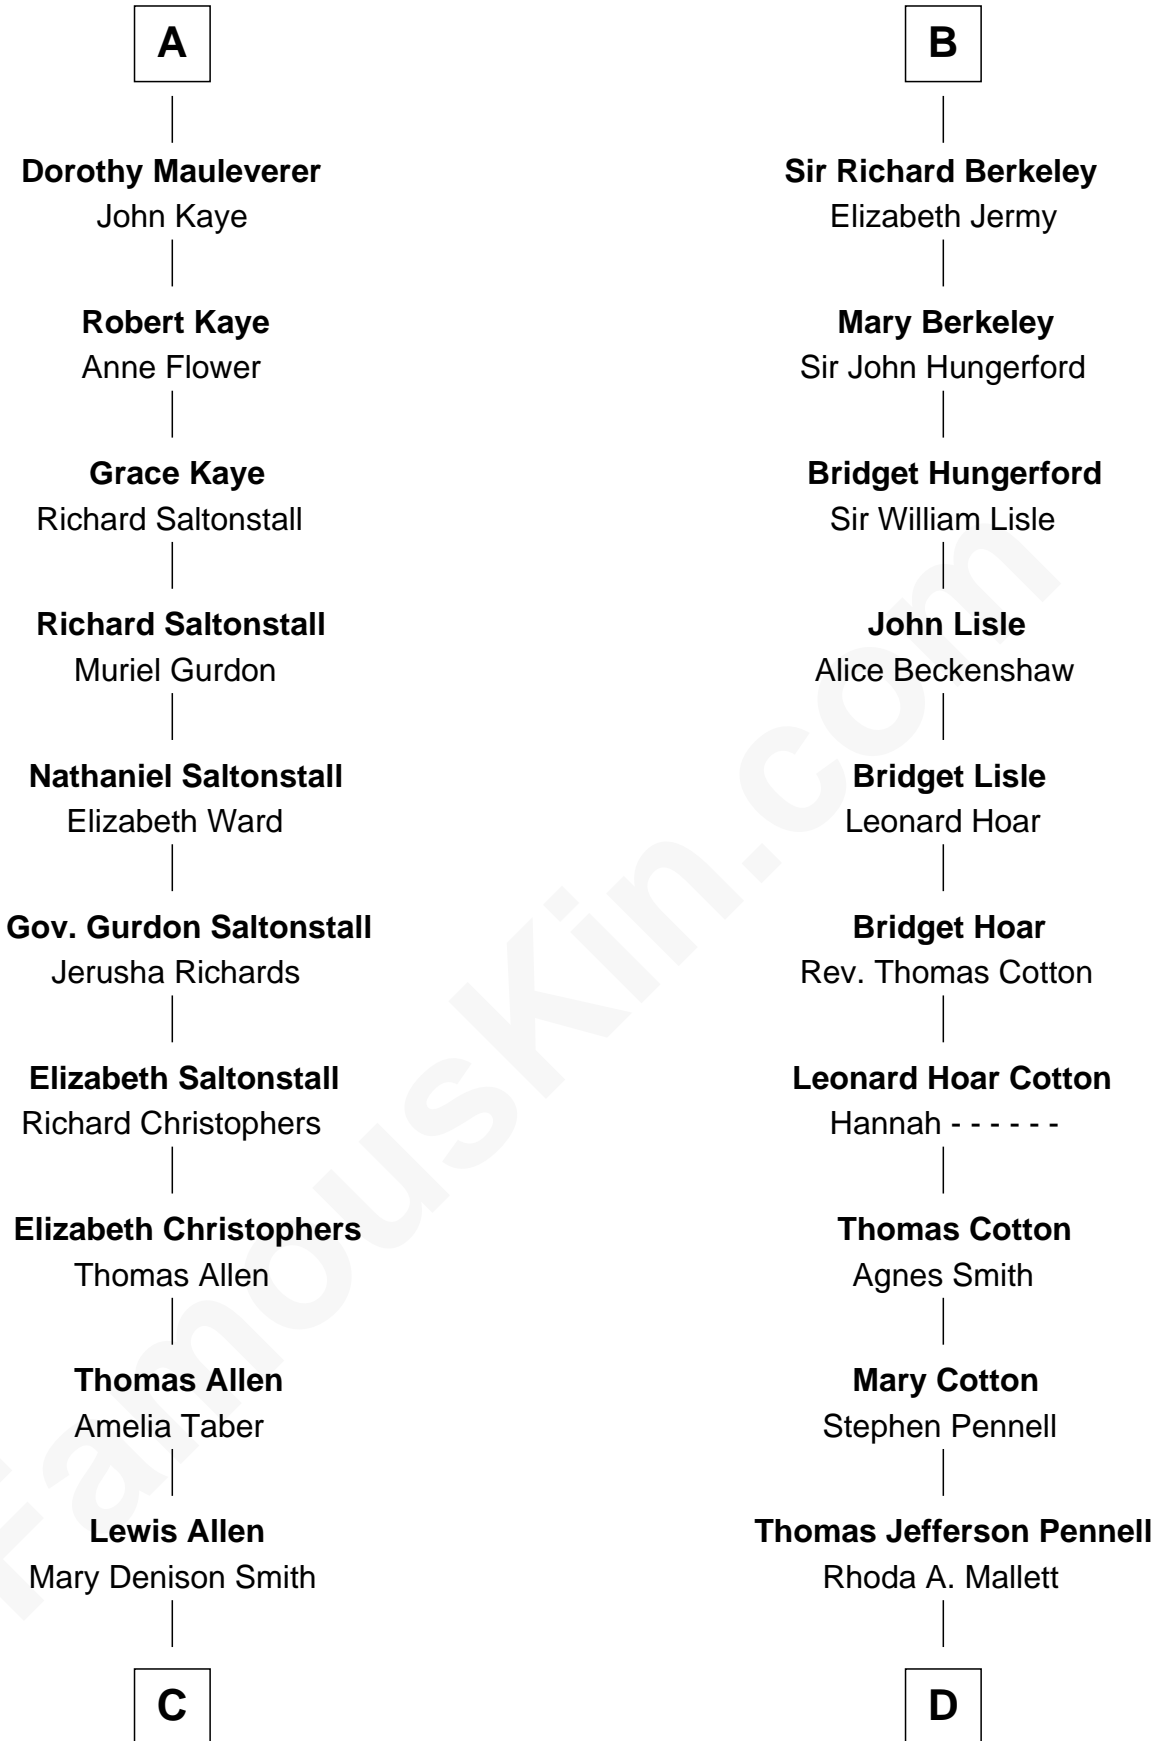 A
Dorothy Mauleverer
John Kaye
Robert Kaye
Anne Flower
Grace Kaye
Richard Saltonstall
Richard Saltonstall
Muriel Gurdon
Nathaniel Saltonstall
Elizabeth Ward
Gov. Gurdon Saltonstall
Jerusha Richards
Elizabeth Saltonstall
Richard Christophers
Elizabeth Christophers
Thomas Allen
Thomas Allen
Amelia Taber
Lewis Allen
Mary Denison Smith
C
B
Sir Richard Berkeley
Elizabeth Jermy
Mary Berkeley
Sir John Hungerford
Bridget Hungerford
Sir William Lisle
John Lisle
Alice Beckenshaw
Bridget Lisle
Leonard Hoar
Bridget Hoar
Rev. Thomas Cotton
Leonard Hoar Cotton
Hannah - - - - - -
Thomas Cotton
Agnes Smith
Mary Cotton
Stephen Pennell
Thomas Jefferson Pennell
Rhoda A. Mallett
D
FamousKin.com